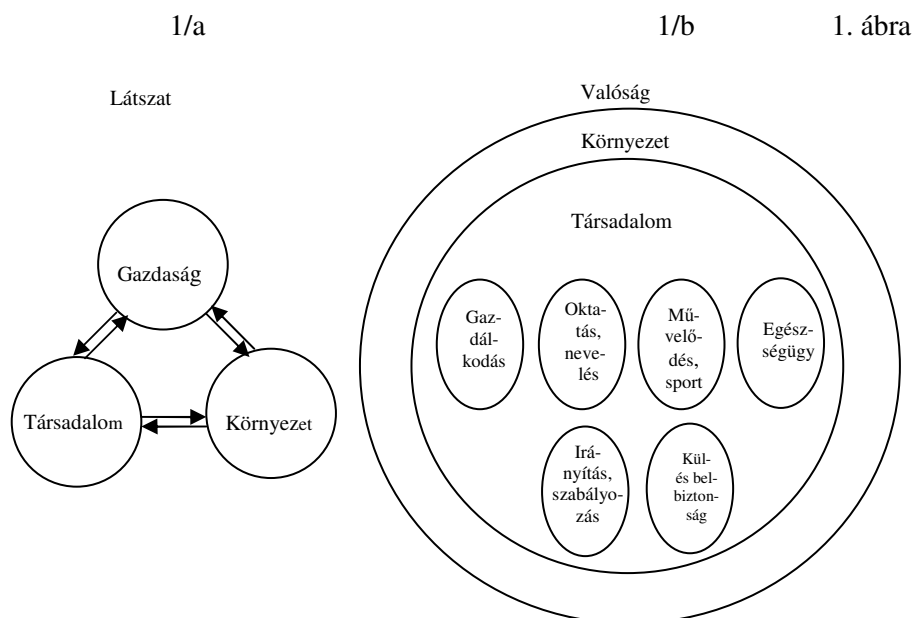 1/a 1/b 1. ábra
Látszat
Gazdaság
Társadalom
Környezet
Valóság
Környezet
Társadalom
Gaz-
dál-
kodás
Okta-
tás,
neve-
lés
Mű-
velő-
dés,
sport
Egész-
ségügy
Irá-
nyítás,
szabályo-
zás
Kül-
és bel-
bizton-
ság